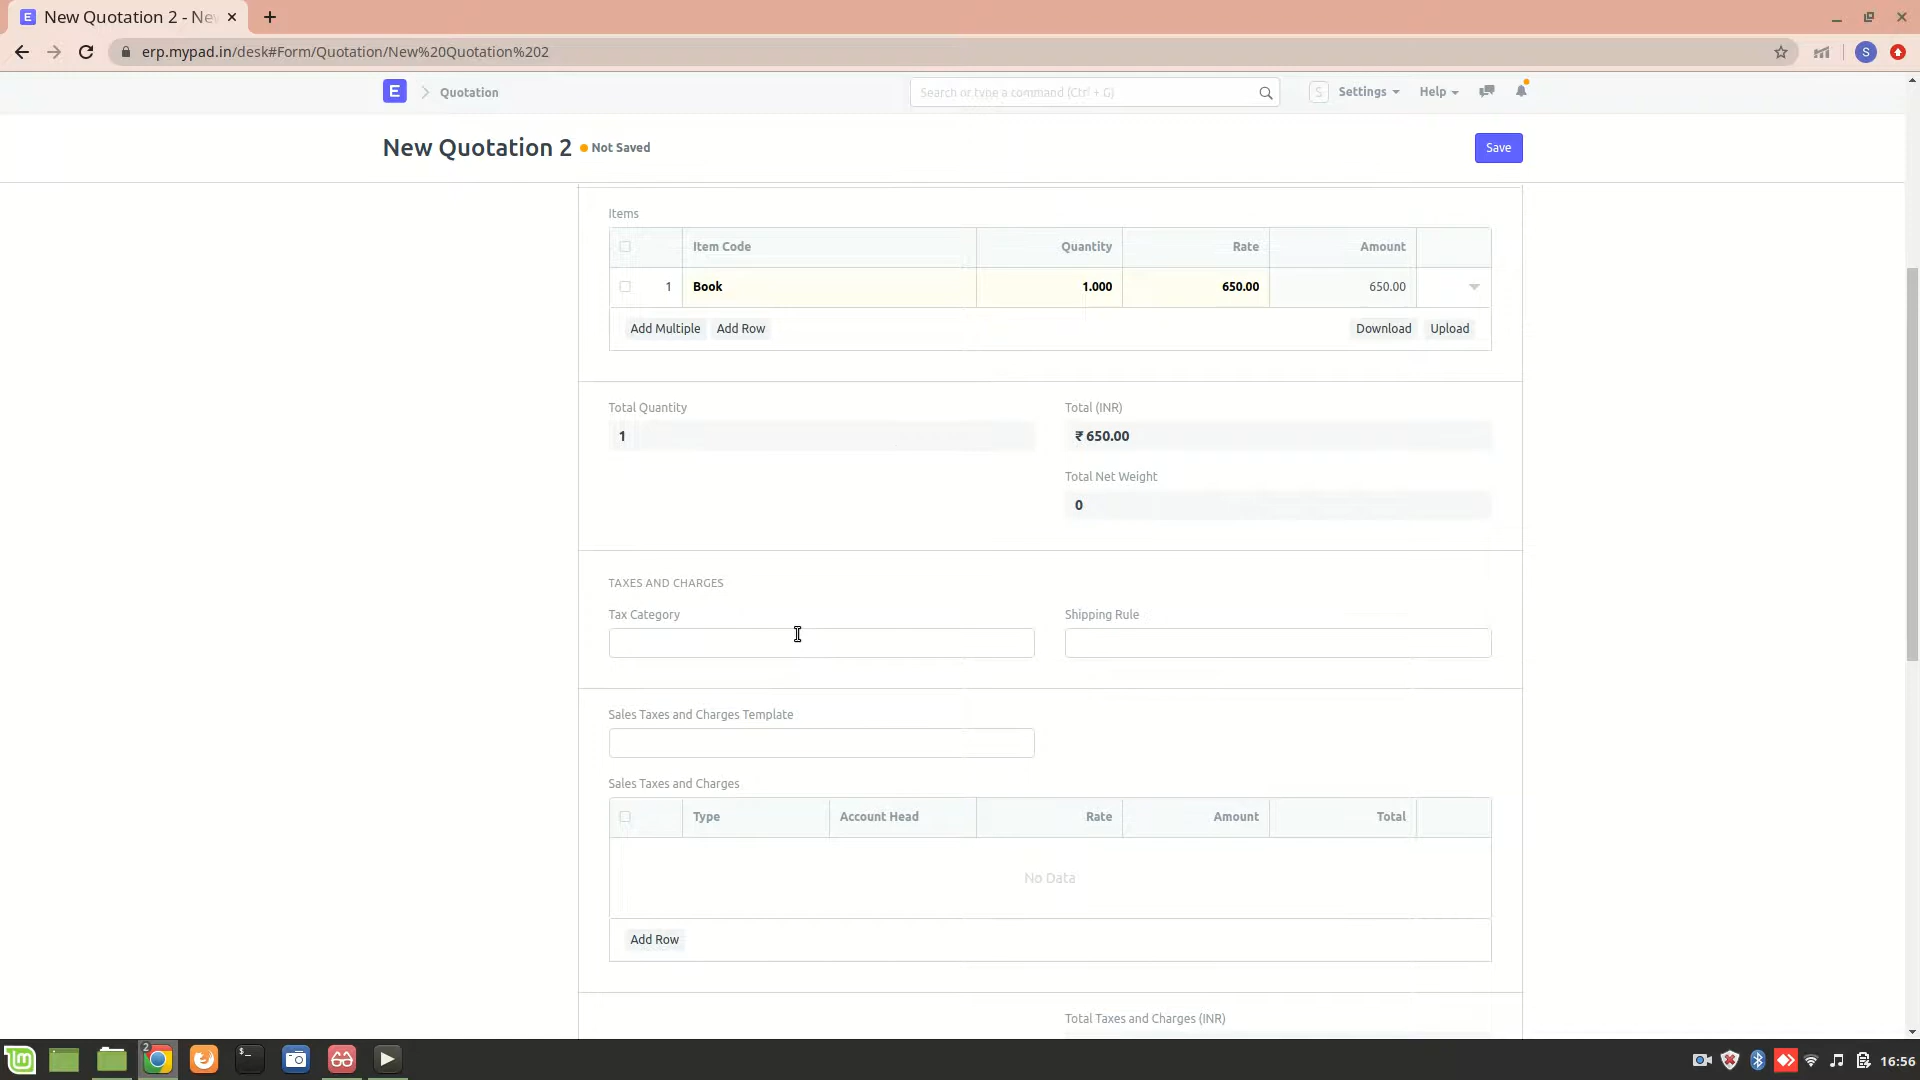 E New Quotation 2 - Ne
erp.mypad.in/desk#Form/Quotation/New%20Quotation%202
S
E Quotation
Search or type a command (Ctrl + G)
S Settings Help
New Quotation 2 Not Saved
Save
Items
Item Code Quantity Rate Amount
1 Book 1.000 650.00 650.00
Add Multiple Add Row Download Upload
Total Quantity Total (INR)
1 ₹ 650.00
Total Net Weight
0
TAXES AND CHARGES
Tax Category Shipping Rule
Sales Taxes and Charges Template
Sales Taxes and Charges
Type Account Head Rate Amount Total
No Data
Add Row
Total Taxes and Charges (INR)
2
16:56